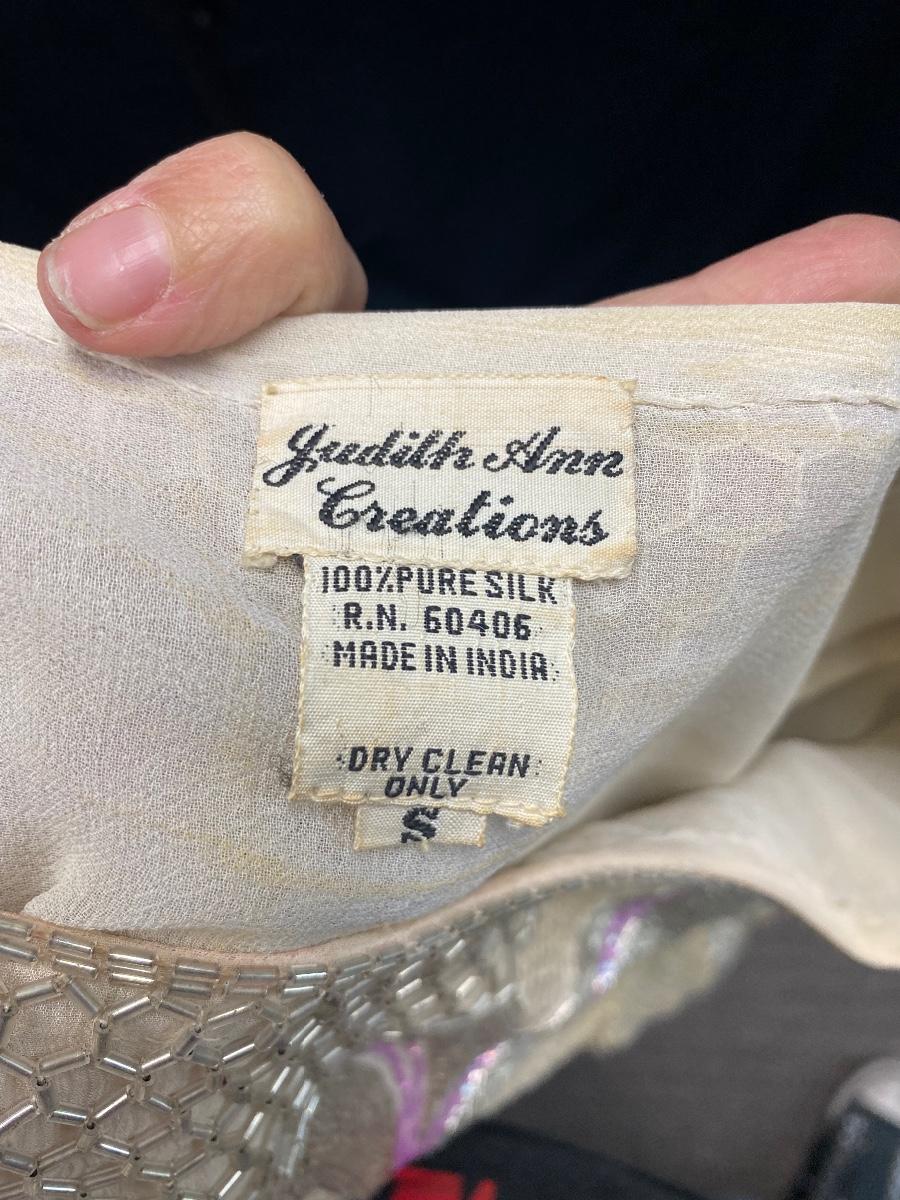 Judith Ann
Creations
100%PURE SILK
R.N. 60406
MADE IN INDIA
DRY CLEAN
ONLY
S